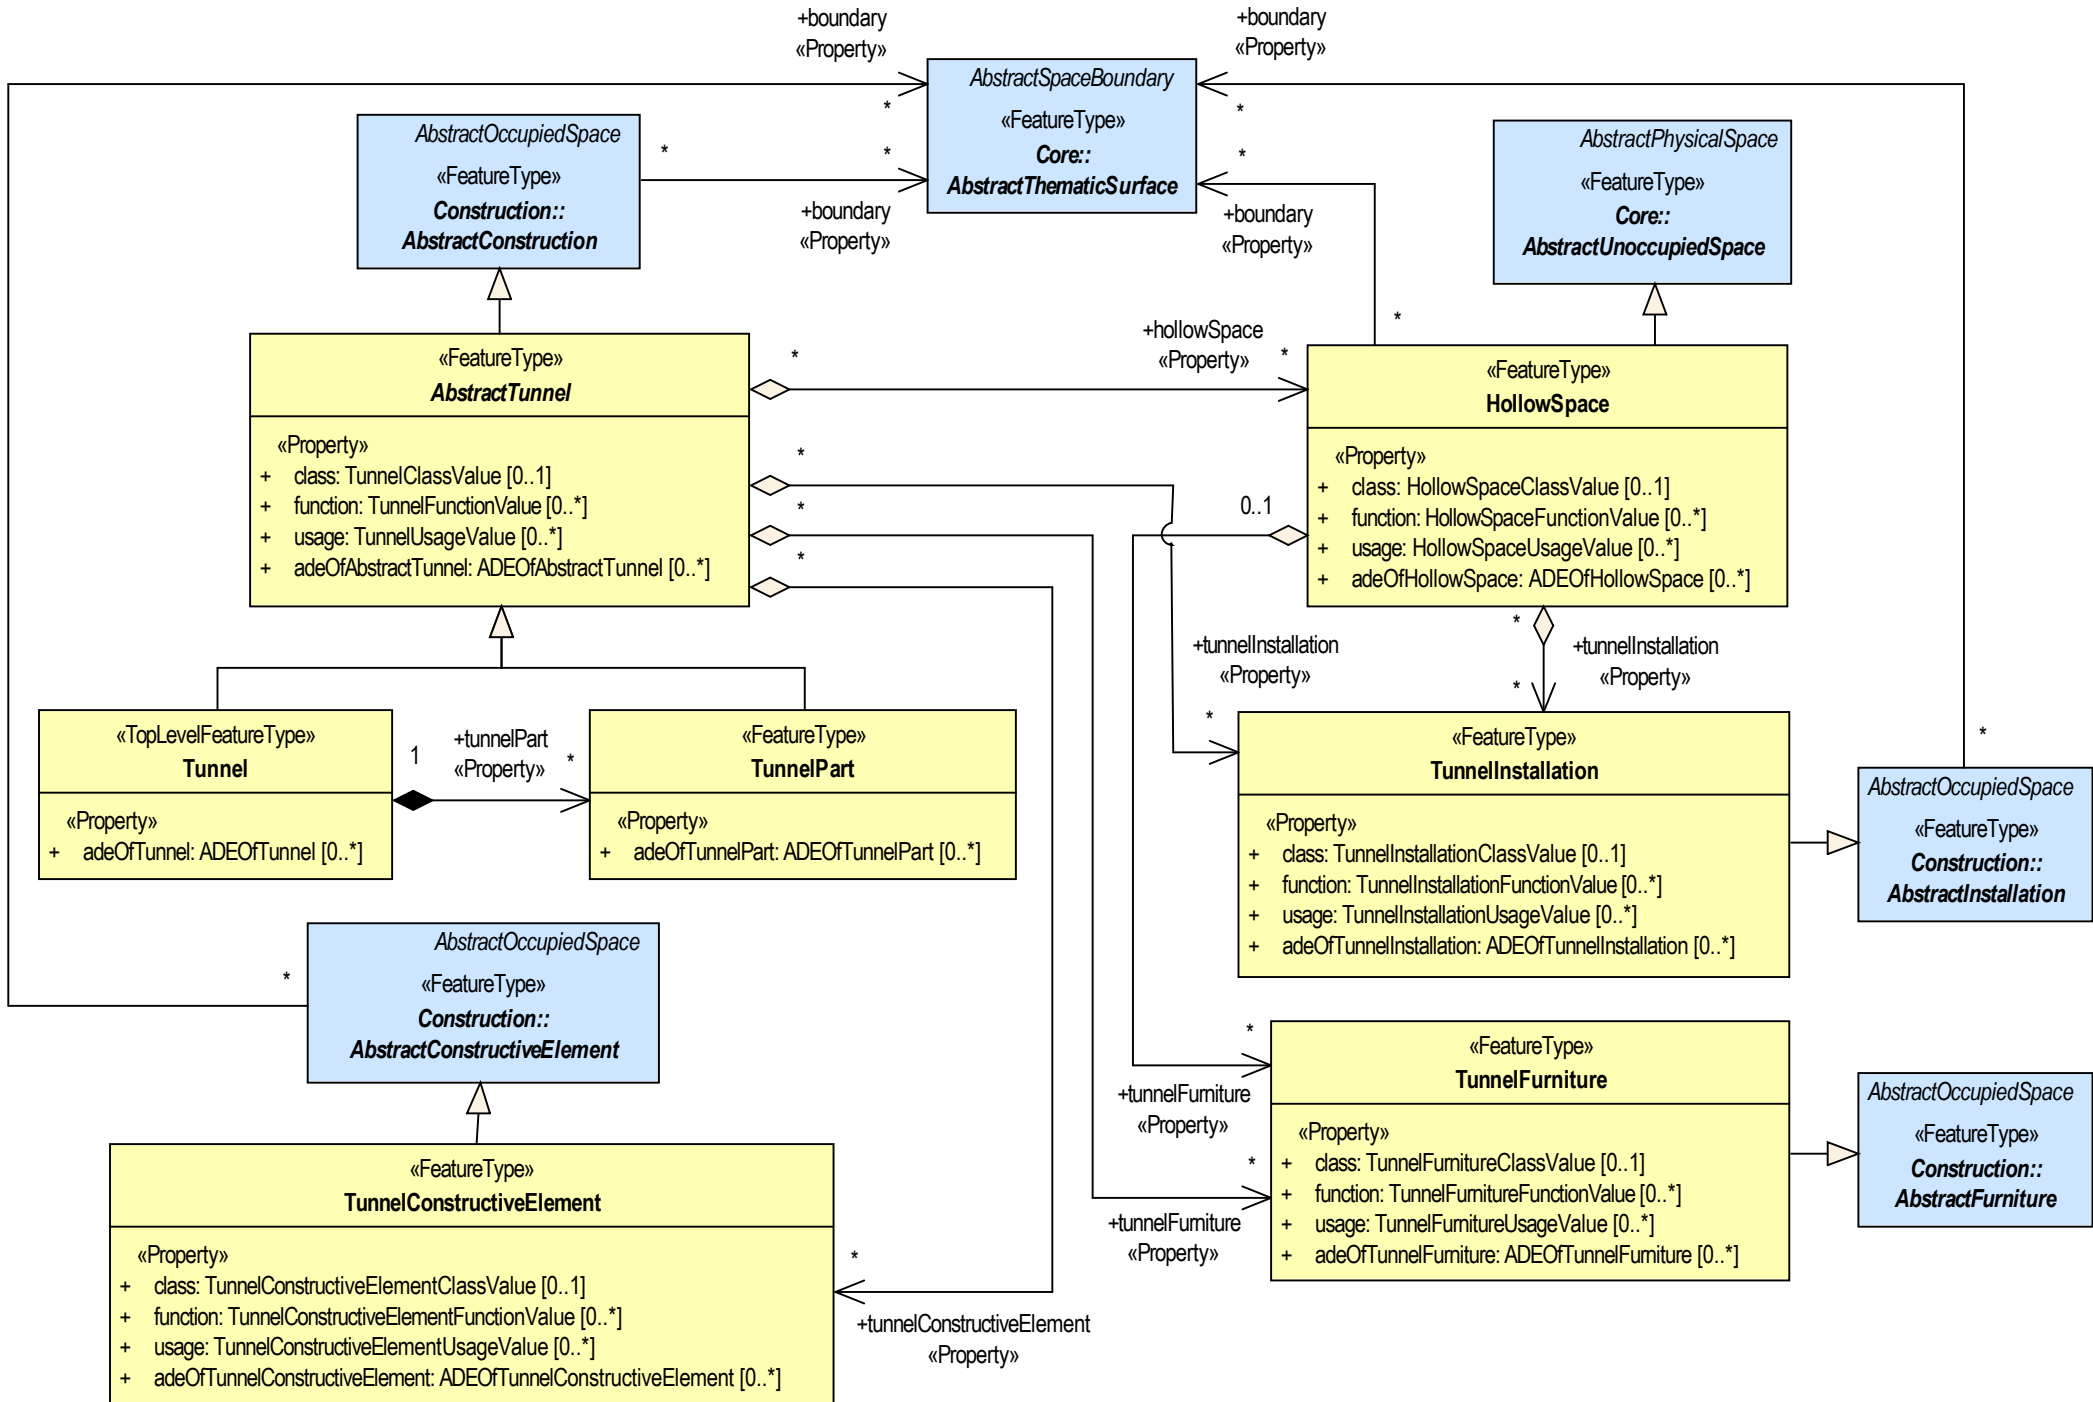 +boundary
«Property»
+boundary
«Property»
AbstractSpaceBoundary
«FeatureType»
Core::
AbstractThematicSurface
*
*
*
*
*
+boundary
«Property»
+boundary
«Property»
AbstractOccupiedSpace
«FeatureType»
Construction::
AbstractConstruction
AbstractPhysicalSpace
«FeatureType»
Core::
AbstractUnoccupiedSpace
*
+hollowSpace
«Property»
*
*
«FeatureType»
AbstractTunnel
«Property»
+ class: TunnelClassValue [0..1]
+ function: TunnelFunctionValue [0..*]
+ usage: TunnelUsageValue [0..*]
+ adeOfAbstractTunnel: ADEOfAbstractTunnel [0..*]
*
*
*
0..1
«FeatureType»
HollowSpace
«Property»
+ class: HollowSpaceClassValue [0..1]
+ function: HollowSpaceFunctionValue [0..*]
+ usage: HollowSpaceUsageValue [0..*]
+ adeOfHollowSpace: ADEOfHollowSpace [0..*]
*
+tunnelInstallation
«Property»
*
+tunnelInstallation
«Property»
*
«TopLevelFeatureType»
Tunnel
«Property»
+ adeOfTunnel: ADEOfTunnel [0..*]
1
+tunnelPart
«Property»
*
«FeatureType»
TunnelPart
«Property»
+ adeOfTunnelPart: ADEOfTunnelPart [0..*]
«FeatureType»
TunnelInstallation
«Property»
+ class: TunnelInstallationClassValue [0..1]
+ function: TunnelInstallationFunctionValue [0..*]
+ usage: TunnelInstallationUsageValue [0..*]
+ adeOfTunnelInstallation: ADEOfTunnelInstallation [0..*]
*
AbstractOccupiedSpace
«FeatureType»
Construction::
AbstractInstallation
*
AbstractOccupiedSpace
«FeatureType»
Construction::
AbstractConstructiveElement
*
+tunnelFurniture
«Property»
*
+tunnelFurniture
«Property»
«FeatureType»
TunnelFurniture
«Property»
+ class: TunnelFurnitureClassValue [0..1]
+ function: TunnelFurnitureFunctionValue [0..*]
+ usage: TunnelFurnitureUsageValue [0..*]
+ adeOfTunnelFurniture: ADEOfTunnelFurniture [0..*]
AbstractOccupiedSpace
«FeatureType»
Construction::
AbstractFurniture
«FeatureType»
TunnelConstructiveElement
«Property»
+ class: TunnelConstructiveElementClassValue [0..1]
+ function: TunnelConstructiveElementFunctionValue [0..*]
+ usage: TunnelConstructiveElementUsageValue [0..*]
+ adeOfTunnelConstructiveElement: ADEOfTunnelConstructiveElement [0..*]
*
+tunnelConstructiveElement
«Property»